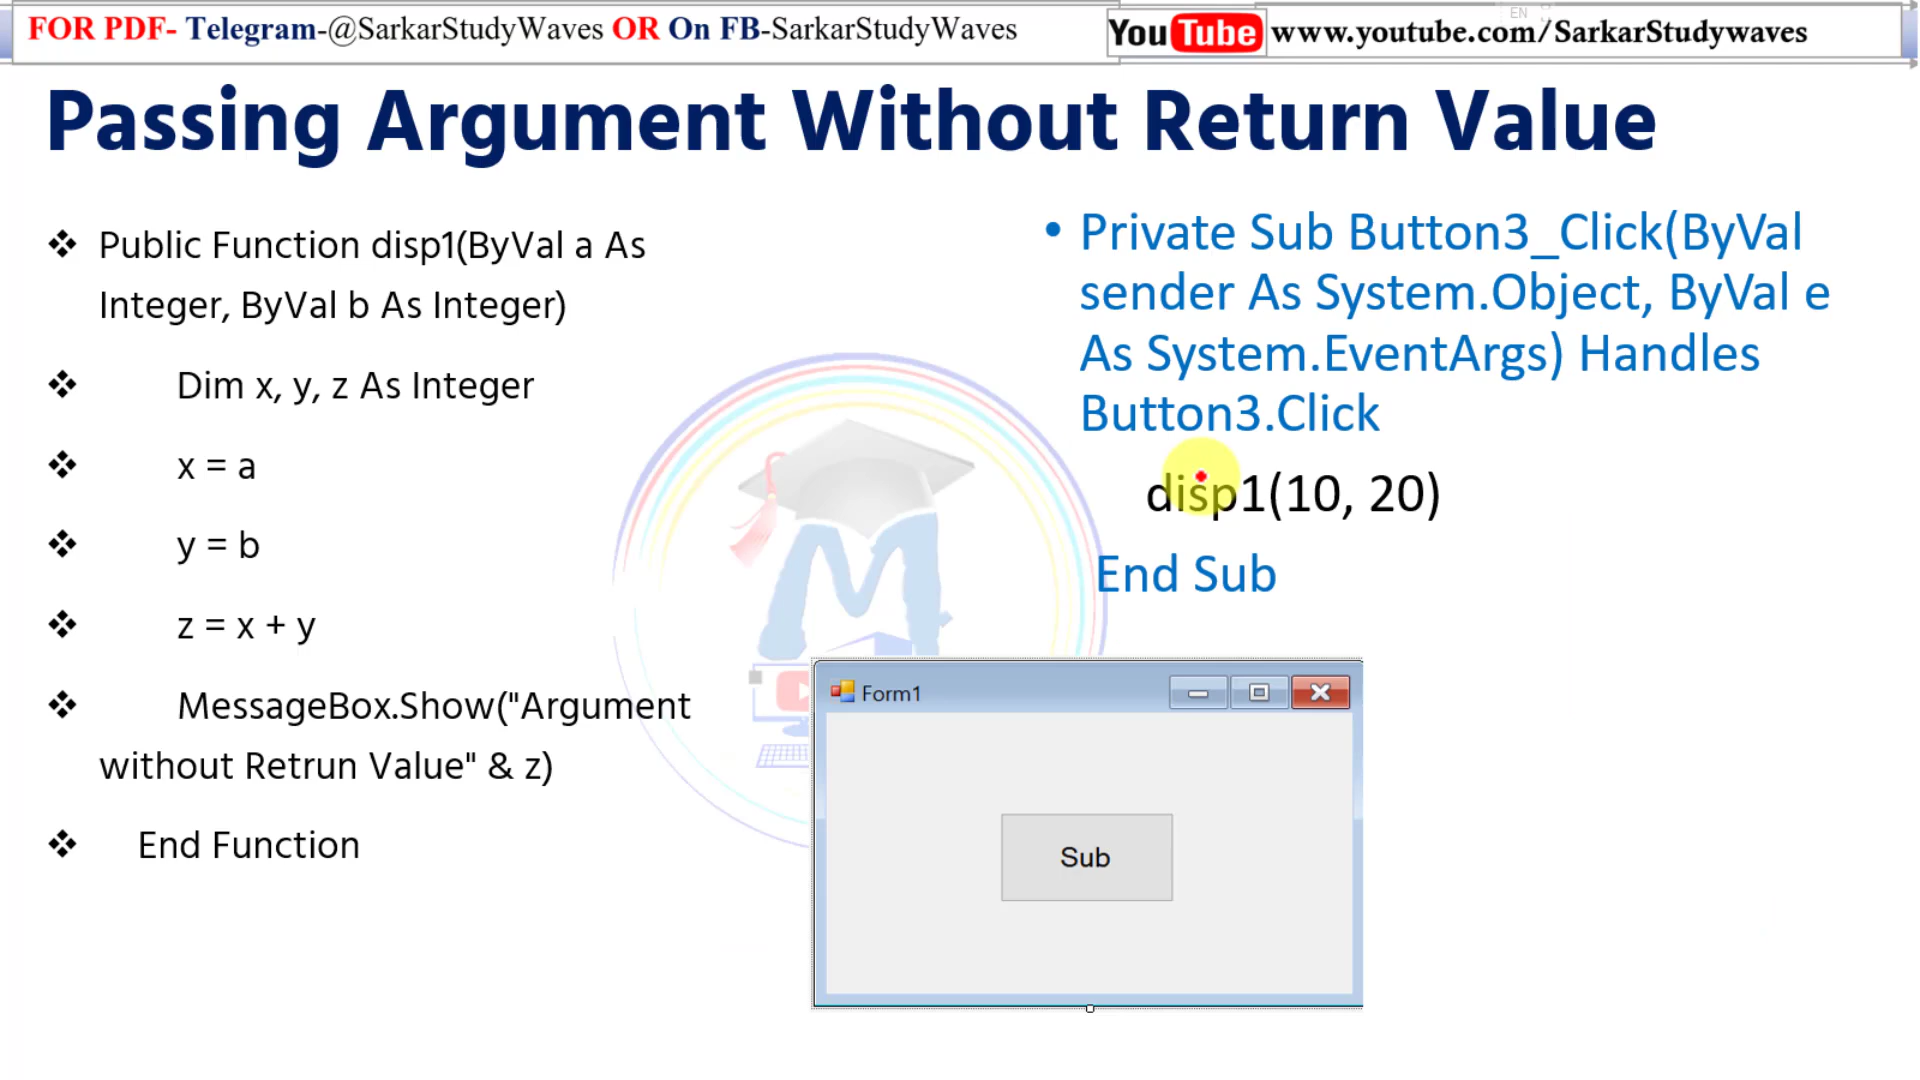 FOR PDF- Telegram-@SarkarStudyWaves OR On FB-SarkarStudyWaves
YouTube www.youtube.com/SarkarStudywaves
EN
Passing Argument Without Return Value
❖ Public Function disp1(ByVal a As
Integer, ByVal b As Integer)
❖ Dim x, y, z As Integer
❖ x = a
❖ y = b
❖ z = x + y
❖ MessageBox.Show("Argument
without Retrun Value" & z)
❖ End Function
• Private Sub Button3_Click(ByVal
sender As System.Object, ByVal e
As System.EventArgs) Handles
Button3.Click
disp1(10, 20)
End Sub
Form1
Sub
M